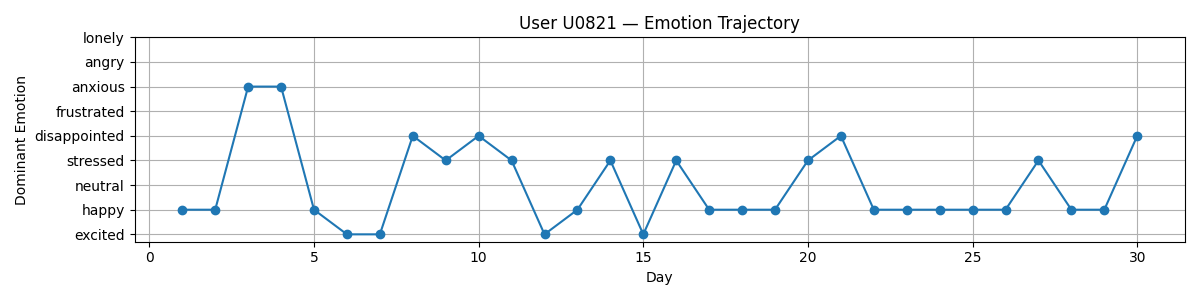 User U0821 — Emotion Trajectory
lonely
angry
anxious
frustrated
disappointed
stressed
neutral
happy
excited
Dominant Emotion
0 5 10 15 20 25 30
Day